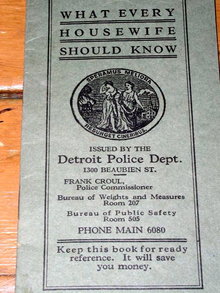 WHAT EVERY
HOUSEWIFE
SHOULD KNOW
SPERAMUS MELIORA
RESURGET CINERIBUS
ISSUED BY THE
Detroit Police Dept.
1300 BEAUBIEN ST.
FRANK CROUL,
Police Commissioner
Bureau of Weights and Measures
Room 207
Bureau of Public Safety
Room 505
PHONE MAIN 6080
Keep this book for ready
reference. It will save
you money.